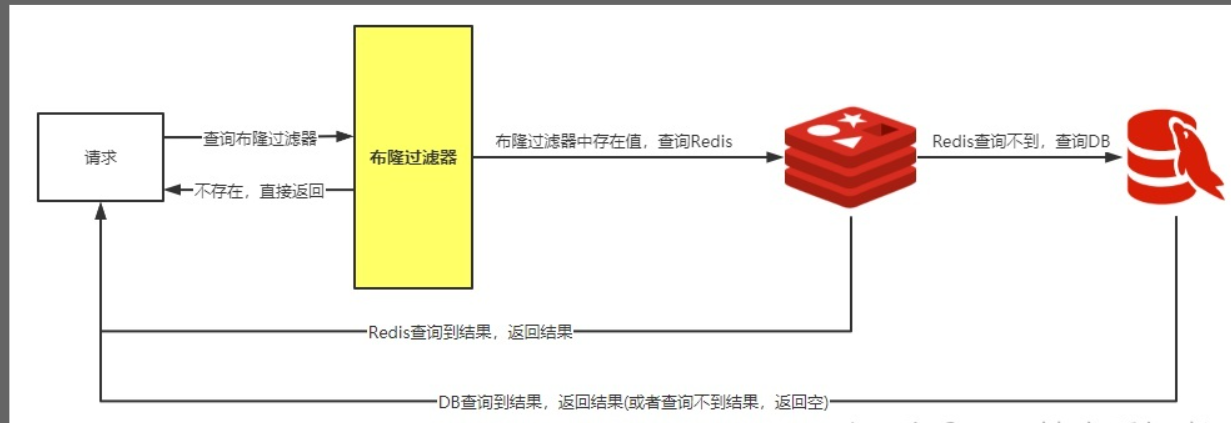 请求
查询布隆过滤器
不存在，直接返回
布隆过滤器
布隆过滤器中存在值，查询Redis
Redis查询不到，查询DB
Redis查询到结果，返回结果
DB查询到结果，返回结果(或者查询不到结果，返回空)